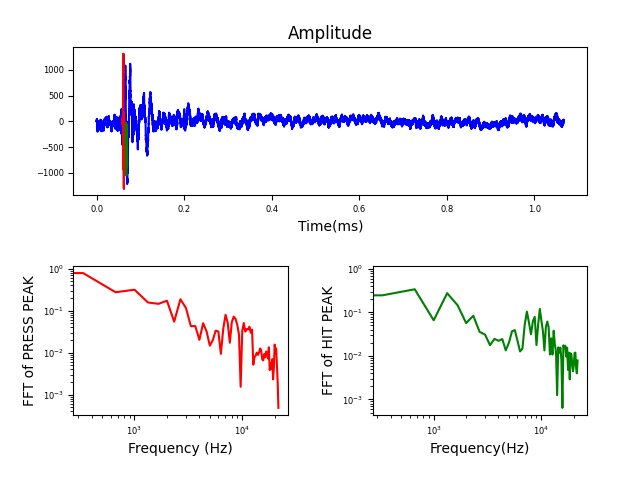 Amplitude
1000
500
0
−500
−1000
0.0 0.2 0.4 0.6 0.8 1.0
Time(ms)
FFT of PRESS PEAK
10⁰
10⁻¹
10⁻²
10⁻³
10³ 10⁴
Frequency (Hz)
FFT of HIT PEAK
10⁰
10⁻¹
10⁻²
10⁻³
10³ 10⁴
Frequency(Hz)